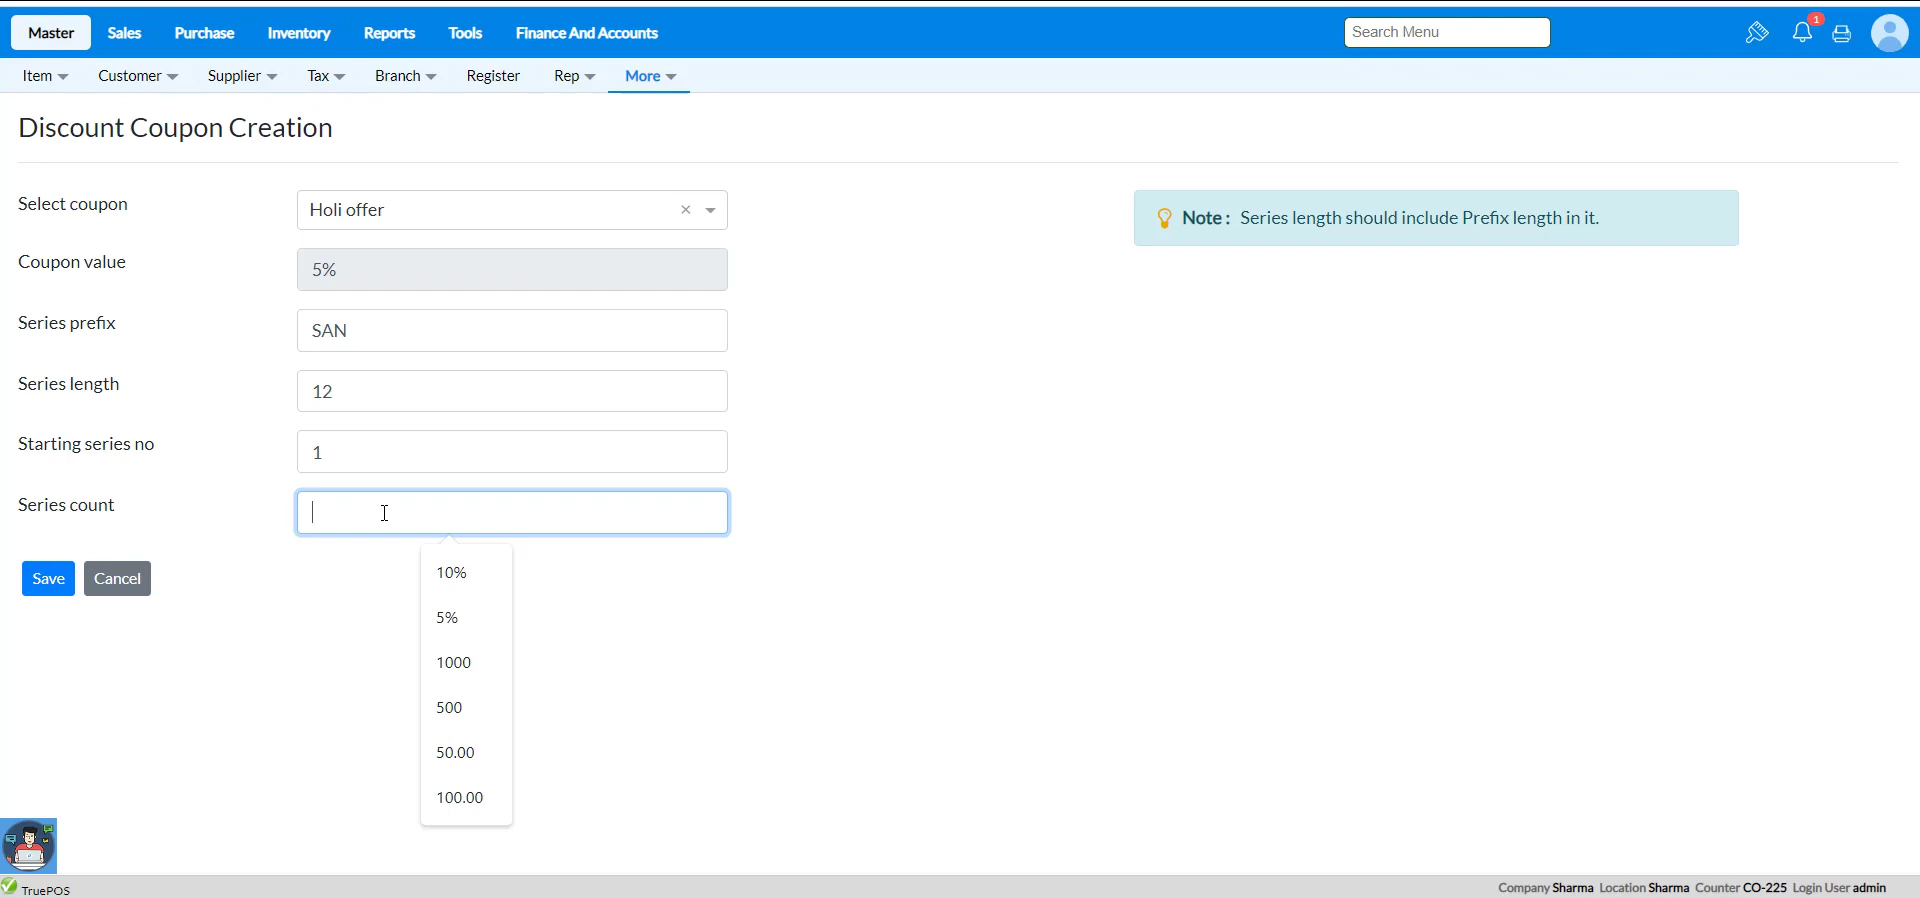 Master Sales Purchase Inventory Reports Tools Finance And Accounts Search Menu 1
Item Customer Supplier Tax Branch Register Rep More
Discount Coupon Creation
Select coupon Holi offer × Note : Series length should include Prefix length in it.
Coupon value 5%
Series prefix SAN
Series length 12
Starting series no 1
Series count
Save Cancel
10%
5%
1000
500
50.00
100.00
TruePOS Company Sharma Location Sharma Counter CO-225 Login User admin